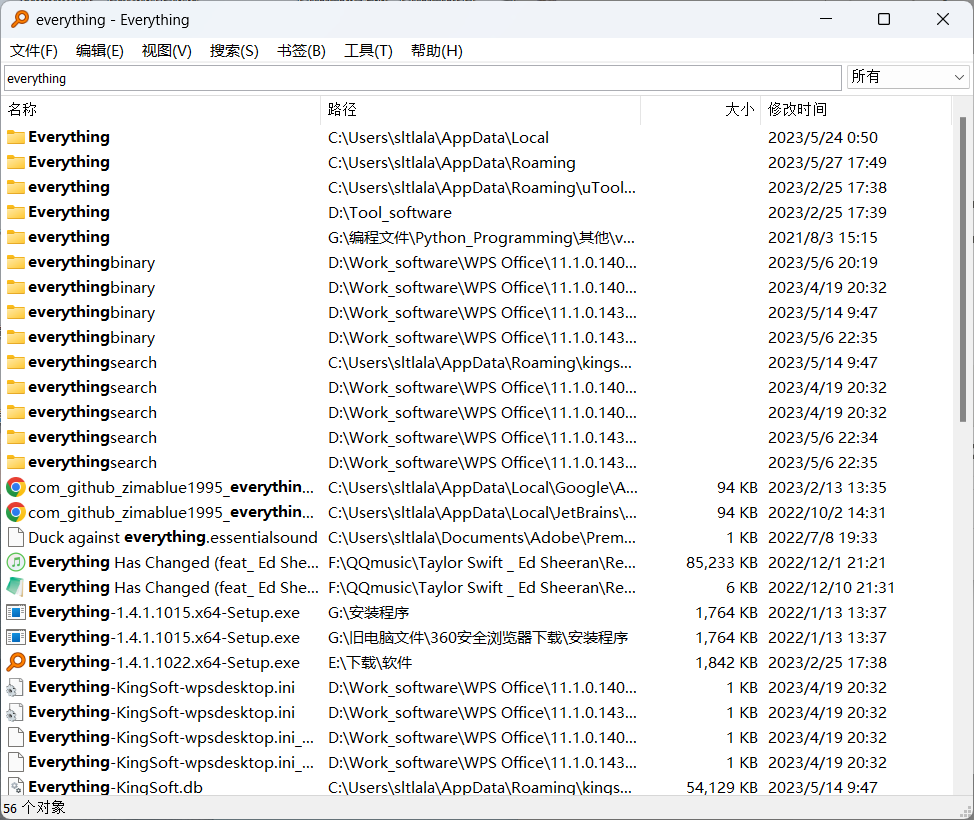 everything - Everything
文件(F) 编辑(E) 视图(V) 搜索(S) 书签(B) 工具(T) 帮助(H)
everything 所有
名称 路径 大小 修改时间
Everything C:\Users\sltlala\AppData\Local 2023/5/24 0:50
Everything C:\Users\sltlala\AppData\Roaming 2023/5/27 17:49
everything C:\Users\sltlala\AppData\Roaming\uTool... 2023/2/25 17:38
Everything D:\Tool_software 2023/2/25 17:39
everything G:\编程文件\Python_Programming\其他\v... 2021/8/3 15:15
everythingbinary D:\Work_software\WPS Office\11.1.0.140... 2023/5/6 20:19
everythingbinary D:\Work_software\WPS Office\11.1.0.140... 2023/4/19 20:32
everythingbinary D:\Work_software\WPS Office\11.1.0.143... 2023/5/14 9:47
everythingbinary D:\Work_software\WPS Office\11.1.0.143... 2023/5/6 22:35
everythingsearch C:\Users\sltlala\AppData\Roaming\kings... 2023/5/14 9:47
everythingsearch D:\Work_software\WPS Office\11.1.0.140... 2023/4/19 20:32
everythingsearch D:\Work_software\WPS Office\11.1.0.140... 2023/4/19 20:32
everythingsearch D:\Work_software\WPS Office\11.1.0.143... 2023/5/6 22:34
everythingsearch D:\Work_software\WPS Office\11.1.0.143... 2023/5/6 22:35
com_github_zimablue1995_everythin... C:\Users\sltlala\AppData\Local\Google\A... 94 KB 2023/2/13 13:35
com_github_zimablue1995_everythin... C:\Users\sltlala\AppData\Local\JetBrains\... 94 KB 2022/10/2 14:31
Duck against everything.essentialsound C:\Users\sltlala\Documents\Adobe\Prem... 1 KB 2022/7/8 19:33
Everything Has Changed (feat_ Ed She... F:\QQmusic\Taylor Swift _ Ed Sheeran\Re... 85,233 KB 2022/12/1 21:21
Everything Has Changed (feat_ Ed She... F:\QQmusic\Taylor Swift _ Ed Sheeran\Re... 6 KB 2022/12/10 21:31
Everything-1.4.1.1015.x64-Setup.exe G:\安装程序 1,764 KB 2022/1/13 13:37
Everything-1.4.1.1015.x64-Setup.exe G:\旧电脑文件\360安全浏览器下载\安装程序 1,764 KB 2022/1/13 13:37
Everything-1.4.1.1022.x64-Setup.exe E:\下载\软件 1,842 KB 2023/2/25 17:38
Everything-KingSoft-wpsdesktop.ini D:\Work_software\WPS Office\11.1.0.140... 1 KB 2023/4/19 20:32
Everything-KingSoft-wpsdesktop.ini D:\Work_software\WPS Office\11.1.0.143... 1 KB 2023/4/19 20:32
Everything-KingSoft-wpsdesktop.ini_... D:\Work_software\WPS Office\11.1.0.140... 1 KB 2023/4/19 20:32
Everything-KingSoft-wpsdesktop.ini_... D:\Work_software\WPS Office\11.1.0.143... 1 KB 2023/4/19 20:32
Everything-KingSoft.db C:\Users\sltlala\AppData\Roaming\kings... 54,129 KB 2023/5/14 9:47
56 个对象